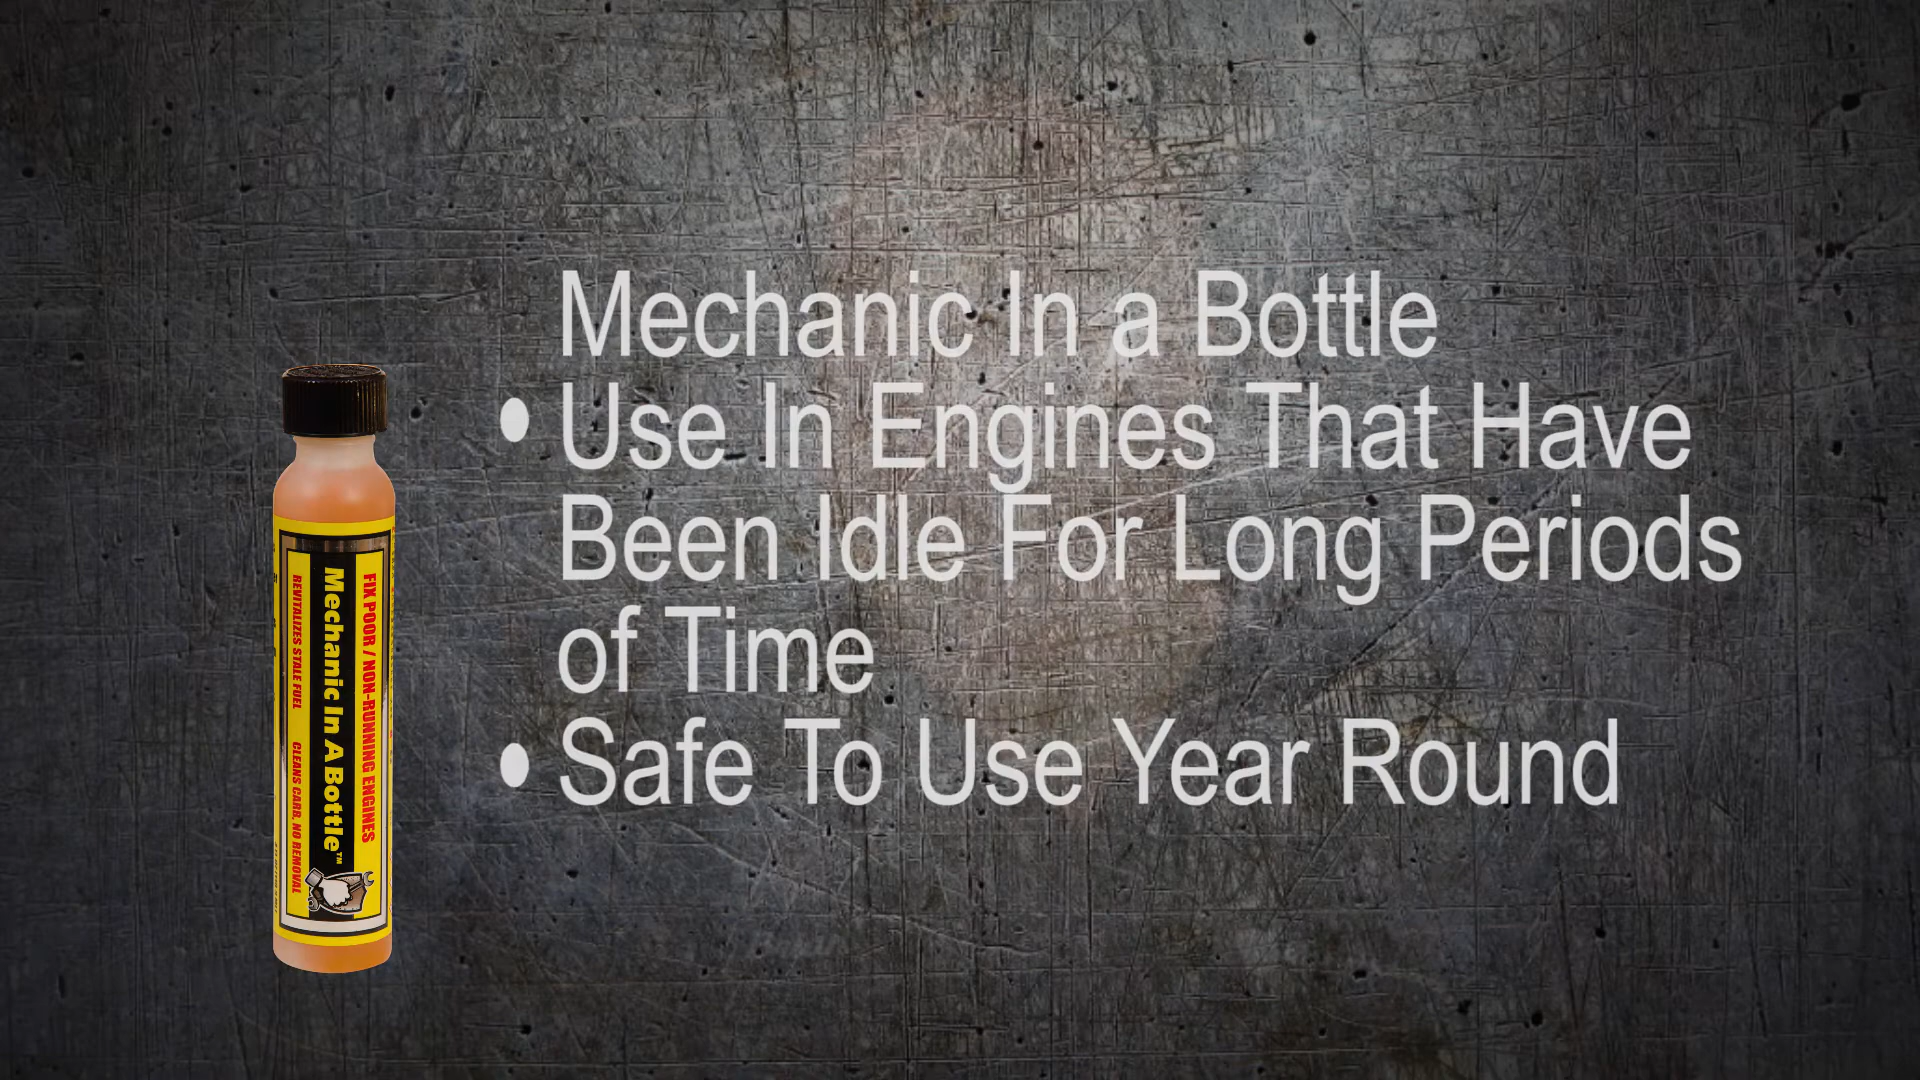 Mechanic In a Bottle
• Use In Engines That Have
Been Idle For Long Periods
of Time
• Safe To Use Year Round
FIX POOR / NON-RUNNING ENGINES
Mechanic In A Bottle™
REVITALIZES STALE FUEL CLEANS CARB, NO REMOVAL